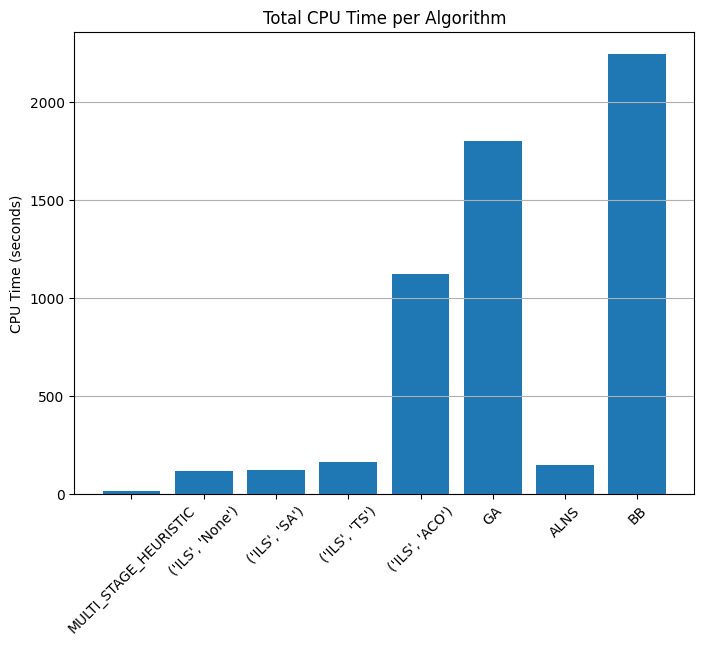 Total CPU Time per Algorithm
CPU Time (seconds)
2000
1500
1000
500
0
MULTI_STAGE_HEURISTIC
('ILS', 'None')
('ILS', 'SA')
('ILS', 'TS')
('ILS', 'ACO')
GA
ALNS
BB